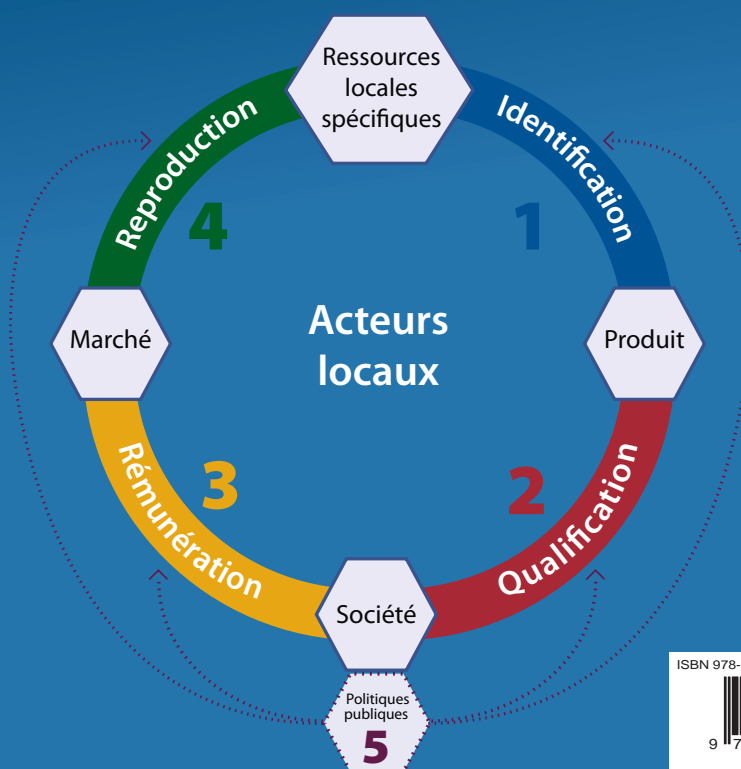 Ressources
locales
spécifiques
Identification
1
Reproduction
4
Acteurs
locaux
Marché
Produit
Rémunération
3
2
Qualification
Société
Politiques
publiques
5
ISBN 978-
9 7